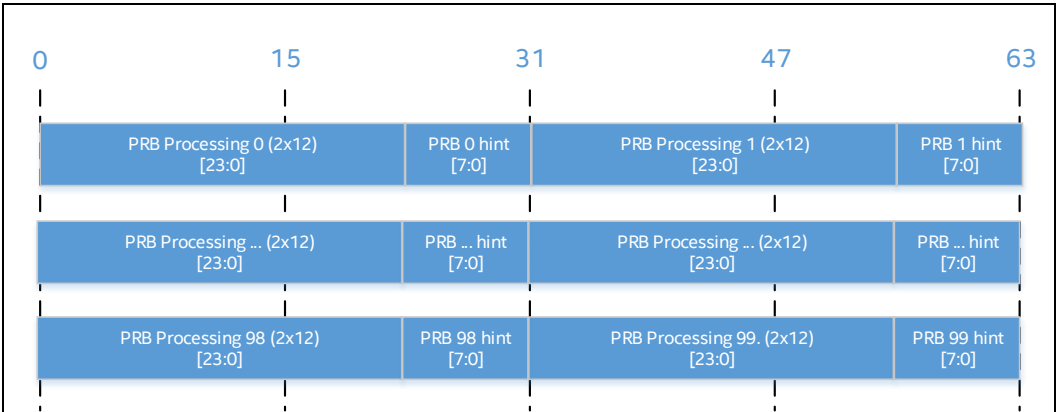 0 15 31 47 63
PRB Processing 0 (2x12) PRB 0 hint PRB Processing 1 (2x12) PRB 1 hint
[23:0] [7:0] [23:0] [7:0]
PRB Processing ... (2x12) PRB ... hint PRB Processing ... (2x12) PRB ... hint
[23:0] [7:0] [23:0] [7:0]
PRB Processing 98 (2x12) PRB 98 hint PRB Processing 99. (2x12) PRB 99 hint
[23:0] [7:0] [23:0] [7:0]